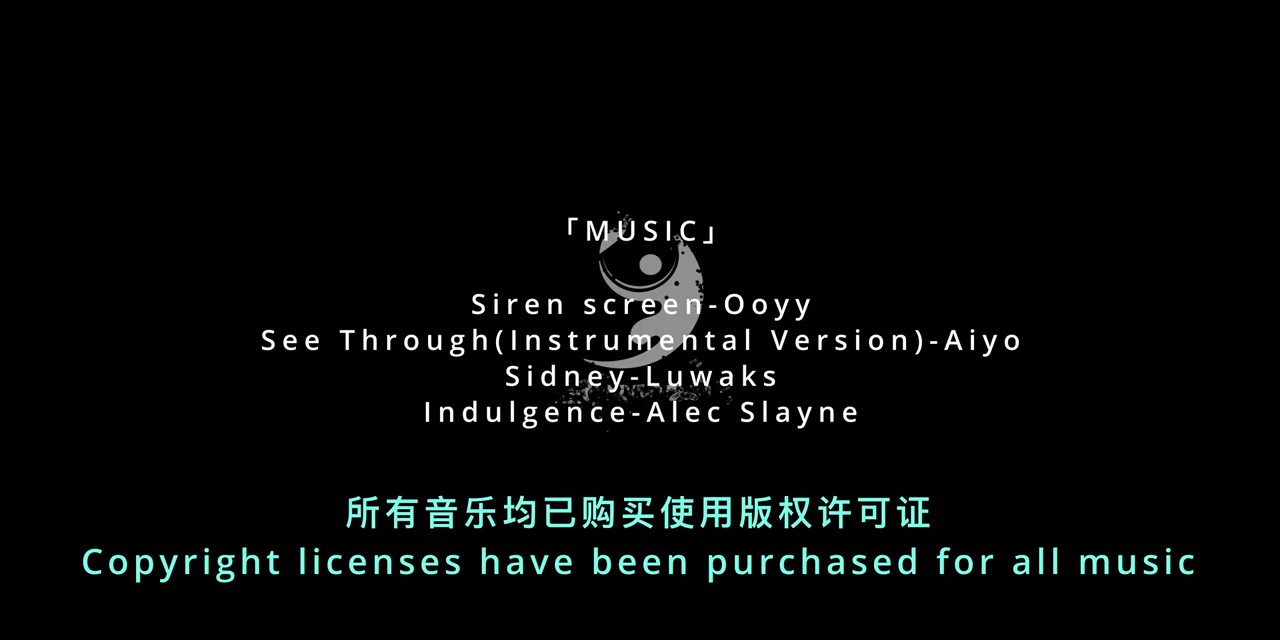 「MUSIC」
Siren screen-Ooyy
See Through(Instrumental Version)-Aiyo
Sidney-Luwaks
Indulgence-Alec Slayne
所有音乐均已购买使用版权许可证
Copyright licenses have been purchased for all music